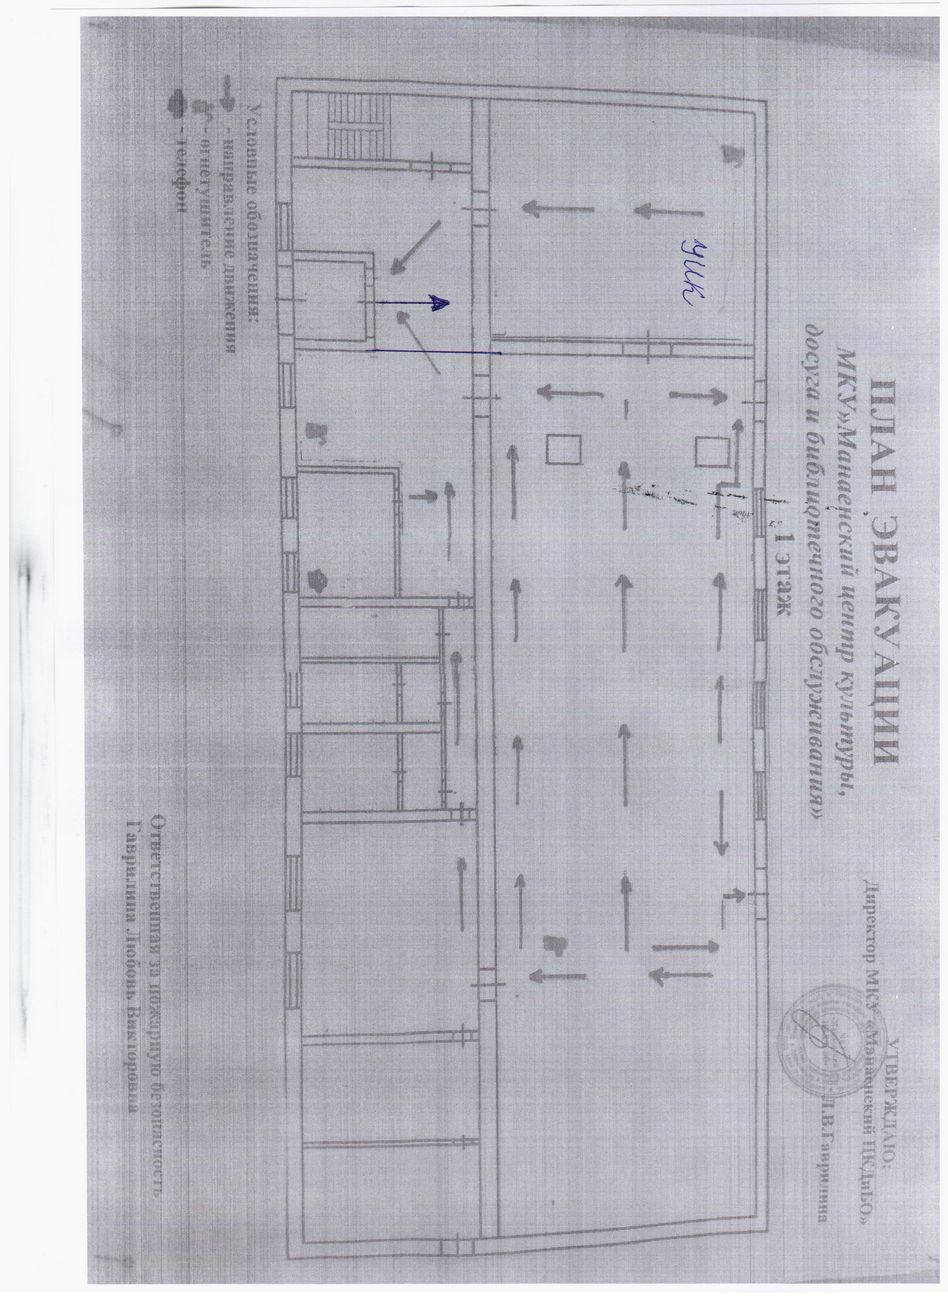 ПЛАН ЭВАКУАЦИИ
МКУ»Манаенский центр культуры,
досуга и библиотечного обслуживания»
1 этаж
УТВЕРЖДАЮ:
Директор МКУ «Манаенский ЦКДиБО»
Л.В.Гаврилина
УИК
Условные обозначения:
- направление движения
- огнетушитель
- телефон
Ответственная за пожарную безопасность
Гаврилина Любовь Викторовна